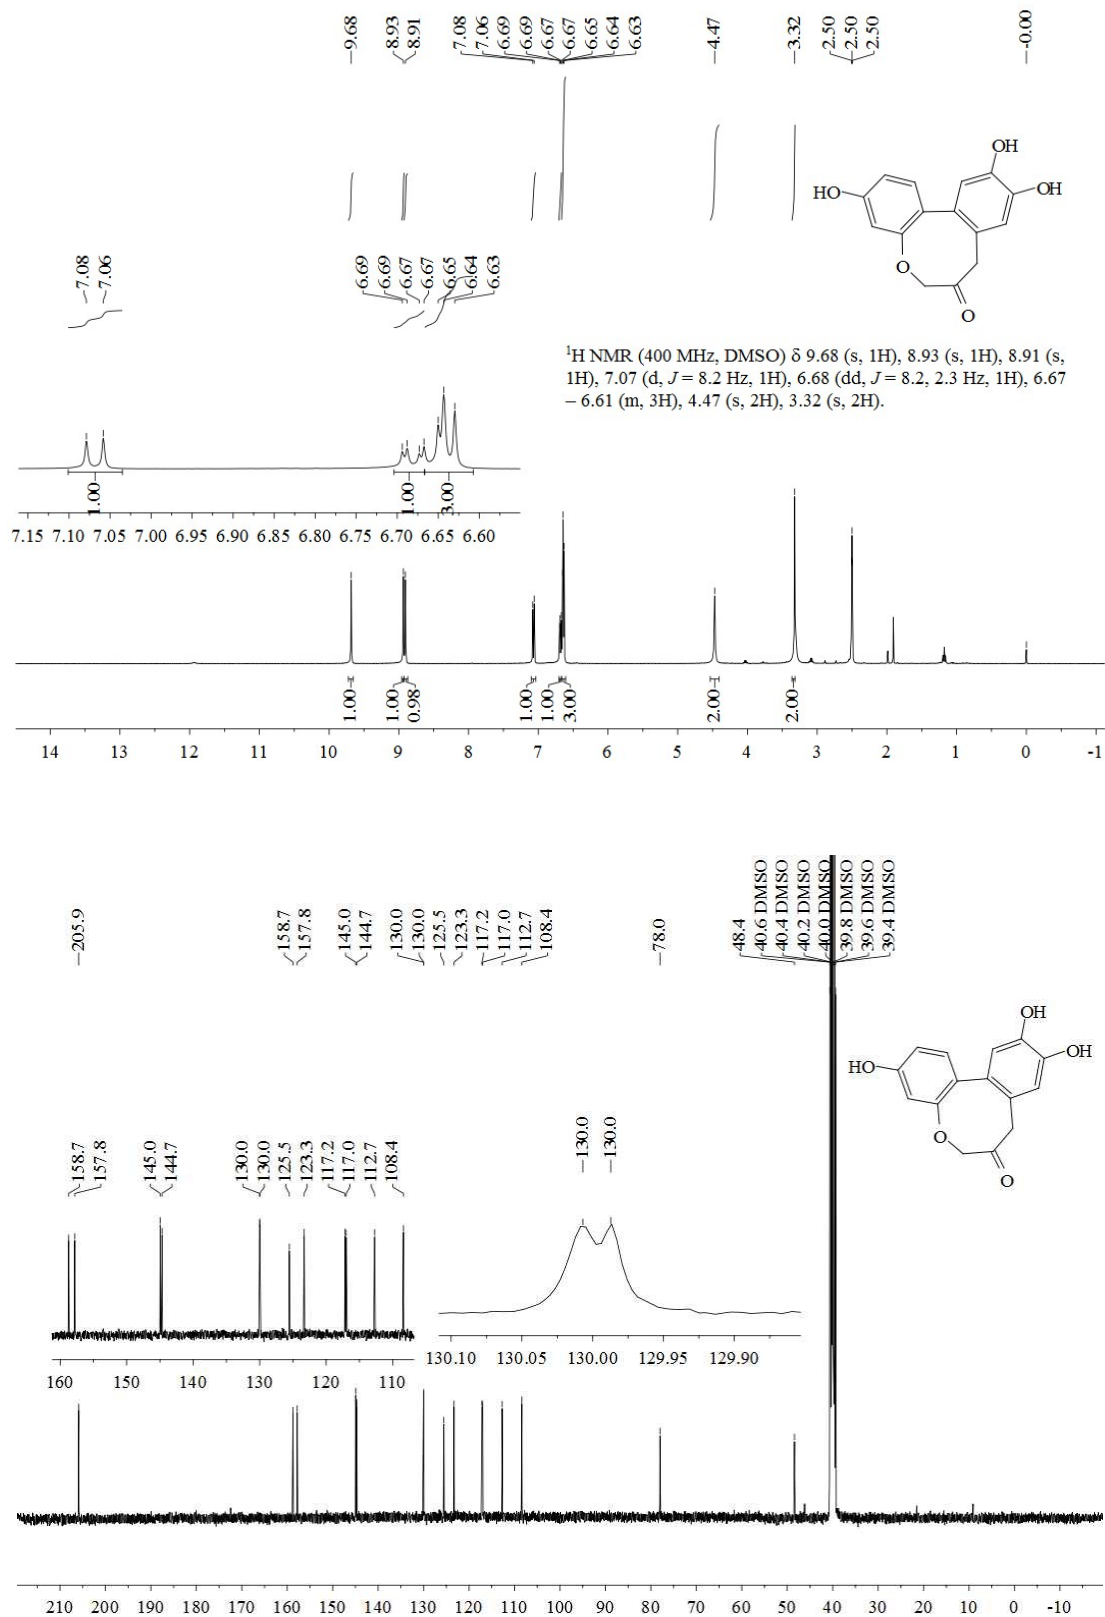 9.68
8.93
8.91
7.08
7.06
6.69
6.69
6.67
6.67
6.65
6.64
6.63
4.47
3.32
2.50
2.50
2.50
-0.00
OH
HO
OH
O
O
7.08
7.06
6.69
6.69
6.67
6.67
6.65
6.64
6.63
¹H NMR (400 MHz, DMSO) δ 9.68 (s, 1H), 8.93 (s, 1H), 8.91 (s,
1H), 7.07 (d, J = 8.2 Hz, 1H), 6.68 (dd, J = 8.2, 2.3 Hz, 1H), 6.67
– 6.61 (m, 3H), 4.47 (s, 2H), 3.32 (s, 2H).
1.00
1.00
3.00
7.15 7.10 7.05 7.00 6.95 6.90 6.85 6.80 6.75 6.70 6.65 6.60
1.00
1.00
0.98
1.00
1.00
3.00
2.00
2.00
14 13 12 11 10 9 8 7 6 5 4 3 2 1 0 -1
205.9
158.7
157.8
145.0
144.7
130.0
130.0
125.5
123.3
117.2
117.0
112.7
108.4
78.0
48.4
40.6 DMSO
40.4 DMSO
40.2 DMSO
40.0 DMSO
39.8 DMSO
39.6 DMSO
39.4 DMSO
OH
HO
OH
O
O
158.7
157.8
145.0
144.7
130.0
130.0
125.5
123.3
117.2
117.0
112.7
108.4
130.0
130.0
160 150 140 130 120 110
130.10 130.05 130.00 129.95 129.90
210 200 190 180 170 160 150 140 130 120 110 100 90 80 70 60 50 40 30 20 10 0 -10